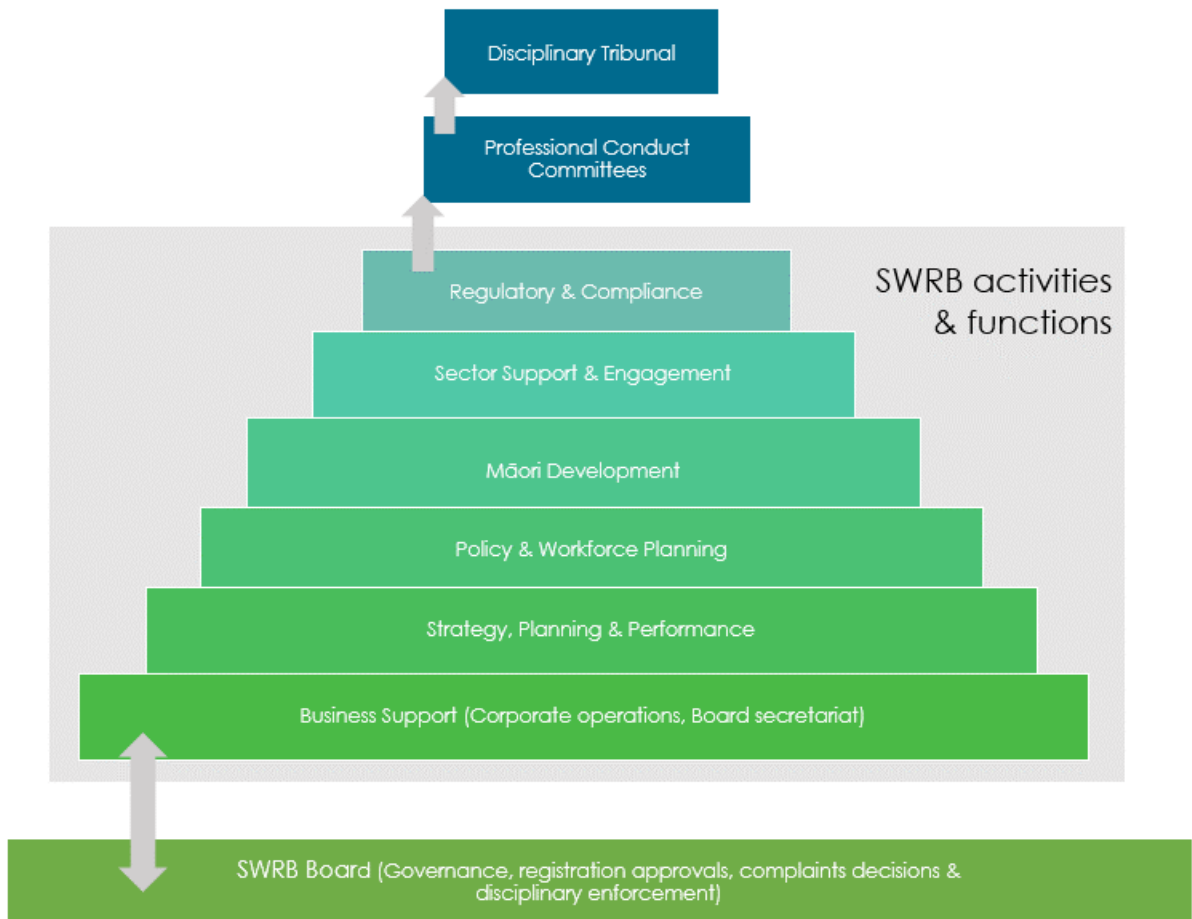 Disciplinary Tribunal
Professional Conduct
Committees
SWRB activities
& functions
Regulatory & Compliance
Sector Support & Engagement
Māori Development
Policy & Workforce Planning
Strategy, Planning & Performance
Business Support (Corporate operations, Board secretariat)
SWRB Board (Governance, registration approvals, complaints decisions &
disciplinary enforcement)